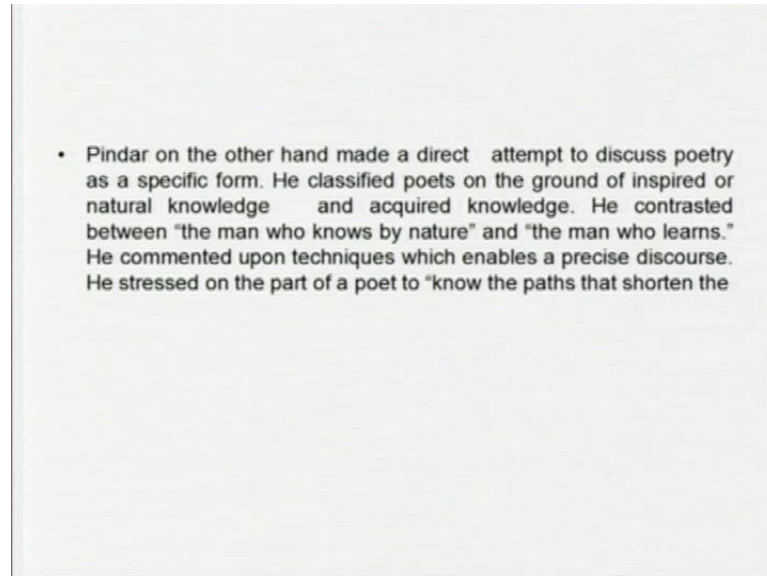 • Pindar on the other hand made a direct attempt to discuss poetry
as a specific form. He classified poets on the ground of inspired or
natural knowledge and acquired knowledge. He contrasted
between "the man who knows by nature" and "the man who learns."
He commented upon techniques which enables a precise discourse.
He stressed on the part of a poet to "know the paths that shorten the